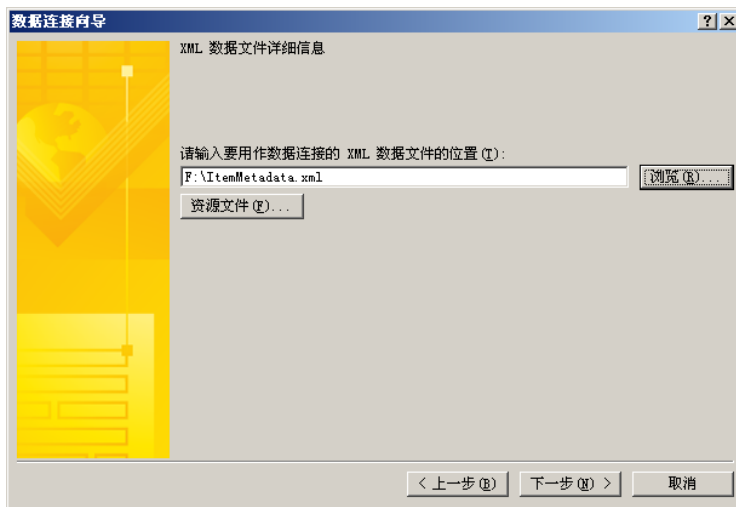 数据连接向导
XML 数据文件详细信息
请输入要用作数据连接的 XML 数据文件的位置(T):
F:\ItemMetadata.xml
浏览(R)...
资源文件(F)...
< 上一步(B)
下一步(N) >
取消